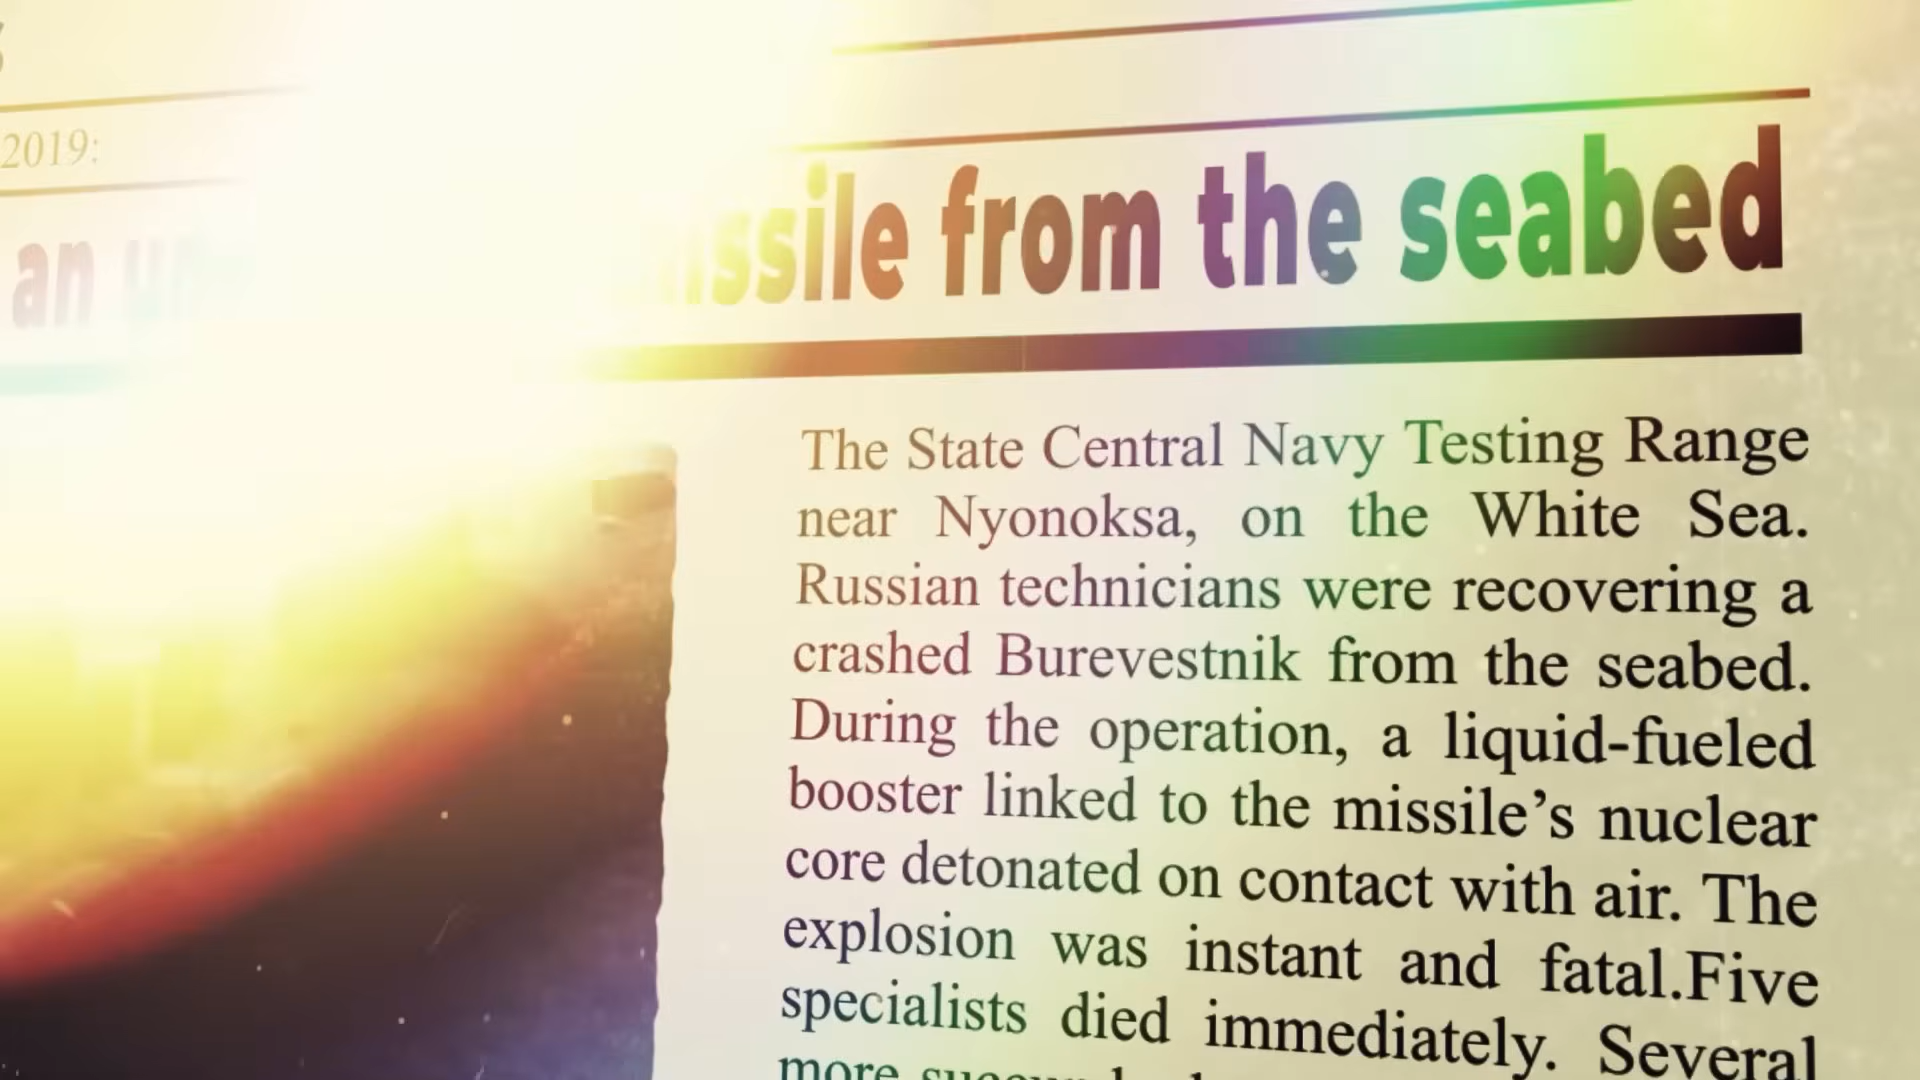 2019:
an missile from the seabed
The State Central Navy Testing Range
near Nyonoksa, on the White Sea.
Russian technicians were recovering a
crashed Burevestnik from the seabed.
During the operation, a liquid-fueled
booster linked to the missile's nuclear
core detonated on contact with air. The
explosion was instant and fatal.Five
specialists died immediately. Several
more